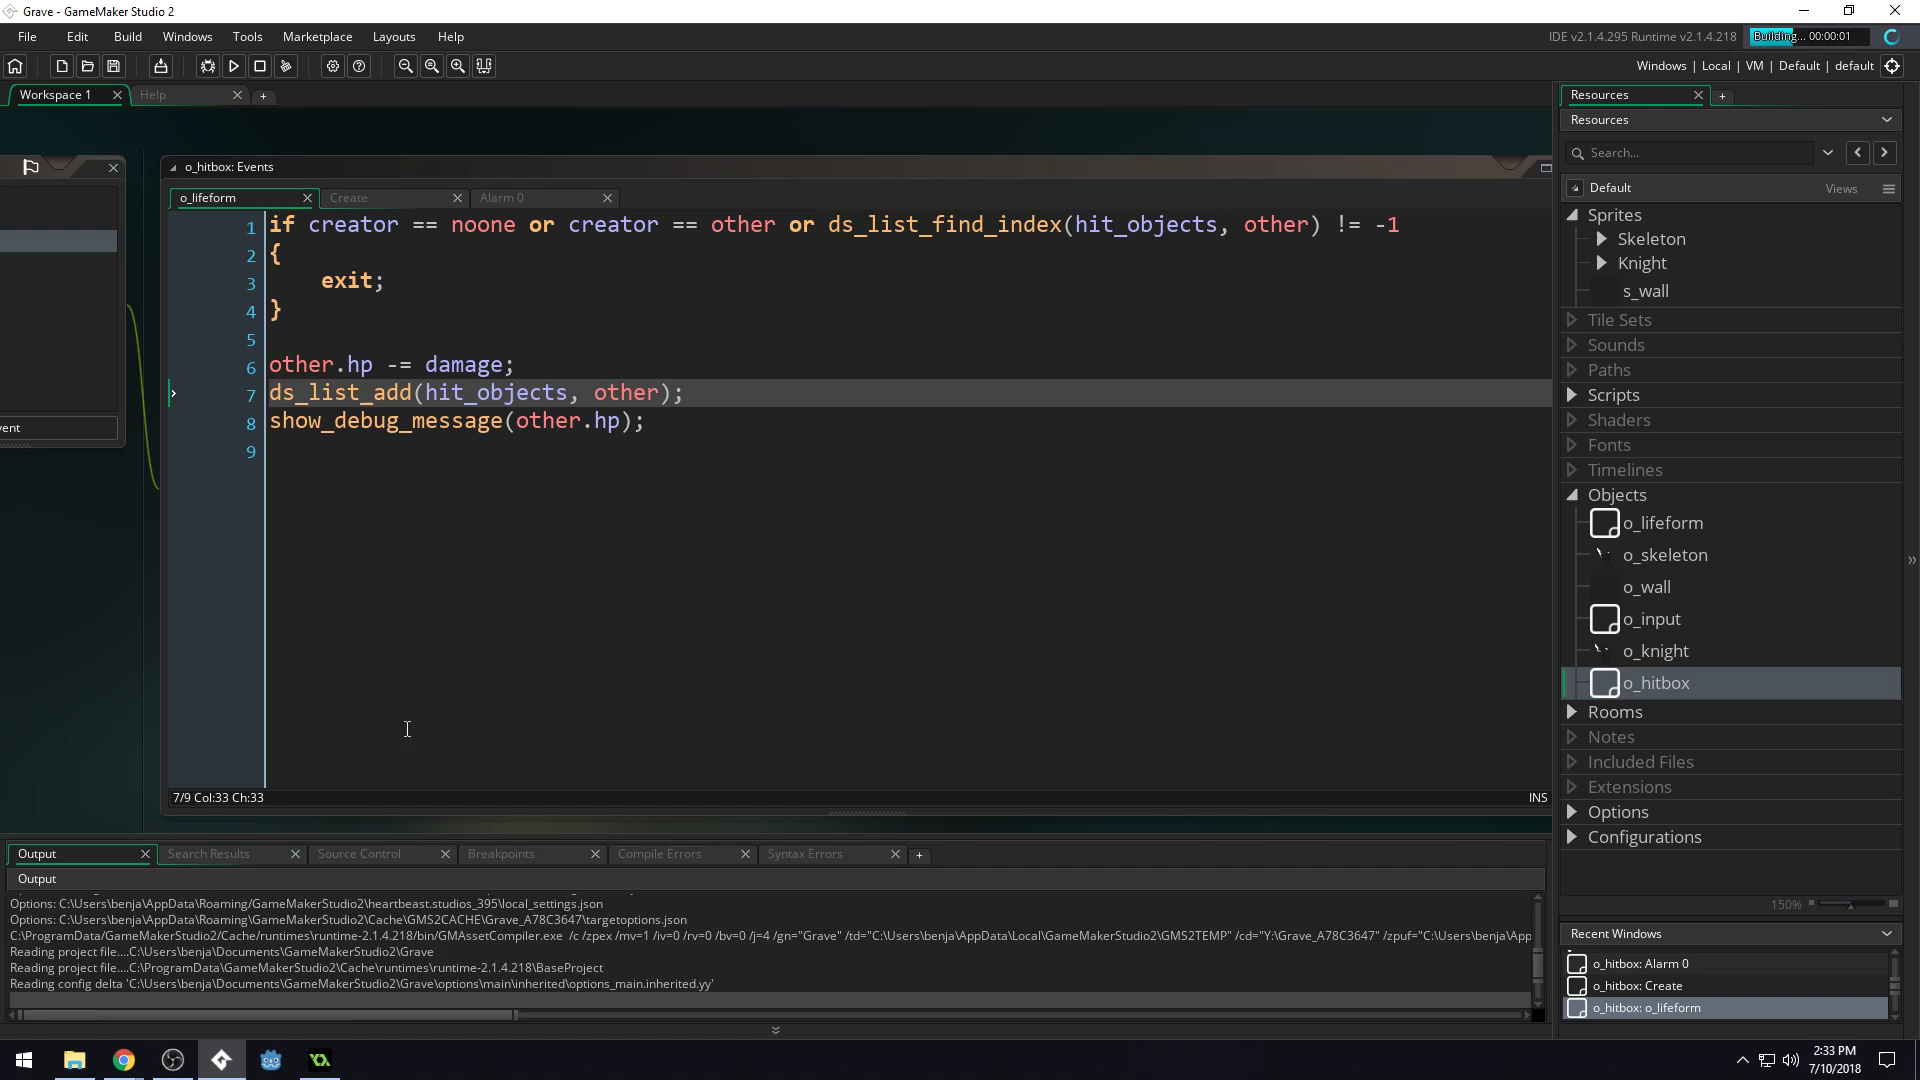 Grave - GameMaker Studio 2
File Edit Build Windows Tools Marketplace Layouts Help
IDE v2.1.4.295 Runtime v2.1.4.218 Building... 00:00:01
Windows | Local | VM | Default | default
Workspace 1 Help
o_hitbox: Events
o_lifeform Create Alarm 0
1 if creator == noone or creator == other or ds_list_find_index(hit_objects, other) != -1
2 {
3 exit;
4 }
5
6 other.hp -= damage;
7 ds_list_add(hit_objects, other);
8 show_debug_message(other.hp);
9
vent
7/9 Col:33 Ch:33 INS
Resources
Resources
Search...
Default Views
Sprites
Skeleton
Knight
s_wall
Tile Sets
Sounds
Paths
Scripts
Shaders
Fonts
Timelines
Objects
o_lifeform
o_skeleton
o_wall
o_input
o_knight
o_hitbox
Rooms
Notes
Included Files
Extensions
Options
Configurations
150%
Recent Windows
o_hitbox: Alarm 0
o_hitbox: Create
o_hitbox: o_lifeform
Output Search Results Source Control Breakpoints Compile Errors Syntax Errors
Output
Options: C:\Users\benja\AppData\Roaming/GameMakerStudio2\heartbeast.studios_395\local_settings.json
Options: C:\Users\benja\AppData\Roaming\GameMakerStudio2\Cache\GMS2CACHE\Grave_A78C3647\targetoptions.json
C:\ProgramData/GameMakerStudio2/Cache/runtimes\runtime-2.1.4.218/bin/GMAssetCompiler.exe /c /zpex /mv=1 /iv=0 /rv=0 /bv=0 /j=4 /gn="Grave" /td="C:\Users\benja\AppData\Local\GameMakerStudio2\GMS2TEMP" /cd="Y:\Grave_A78C3647" /zpuf="C:\Users\benja\App
Reading project file....C:\Users\benja\Documents\GameMakerStudio2\Grave
Reading project file....C:\ProgramData\GameMakerStudio2\Cache\runtimes\runtime-2.1.4.218\BaseProject
Reading config delta 'C:\Users\benja\Documents\GameMakerStudio2\Grave\options\main\inherited\options_main.inherited.yy'
2:33 PM
7/10/2018